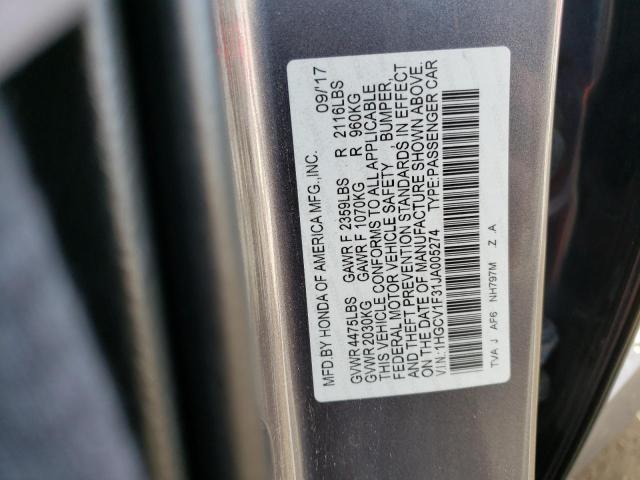 MFD.BY HONDA OF AMERICA MFG.,INC. 09/'17
GVWR 4475LBS GAWR F 2359LBS R 2116LBS
GVWR 2030KG GAWR F 1070KG R 960KG
THIS VEHICLE CONFORMS TO ALL APPLICABLE
FEDERAL MOTOR VEHICLE SAFETY BUMPER,
AND THEFT PREVENTION STANDARDS IN EFFECT
ON THE DATE OF MANUFACTURE SHOWN ABOVE.
V.I.N.:1HGCV1F31JA005274 TYPE:PASSENGER CAR
TVA J AF6 NH797M Z A